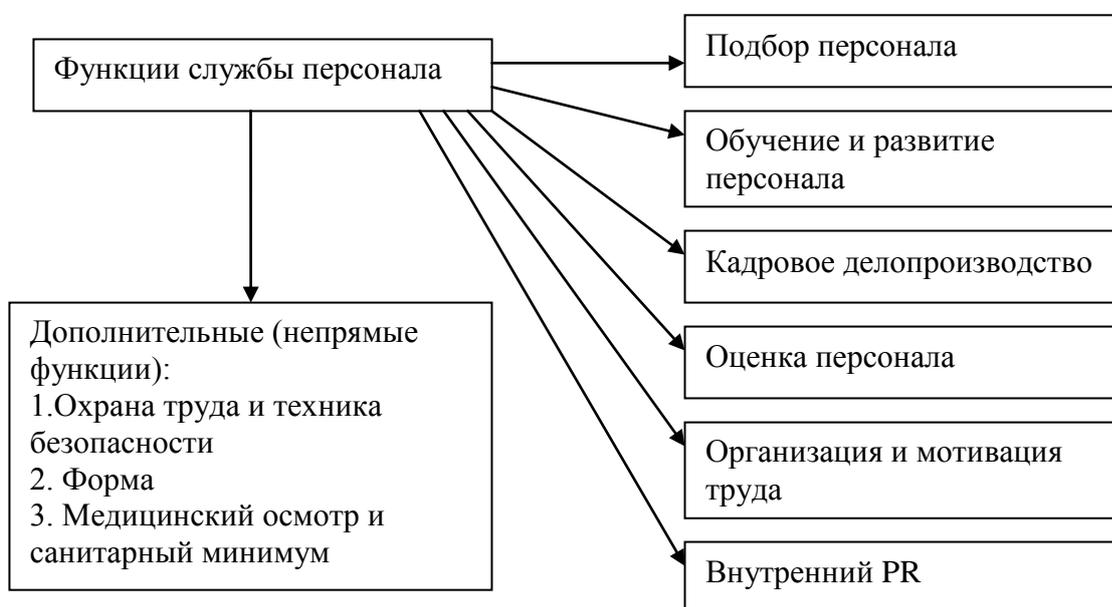 Функции службы персонала
Подбор персонала
Обучение и развитие
персонала
Кадровое делопроизводство
Оценка персонала
Организация и мотивация
труда
Внутренний PR
Дополнительные (непрямые
функции):
1.Охрана труда и техника
безопасности
2. Форма
3. Медицинский осмотр и
санитарный минимум